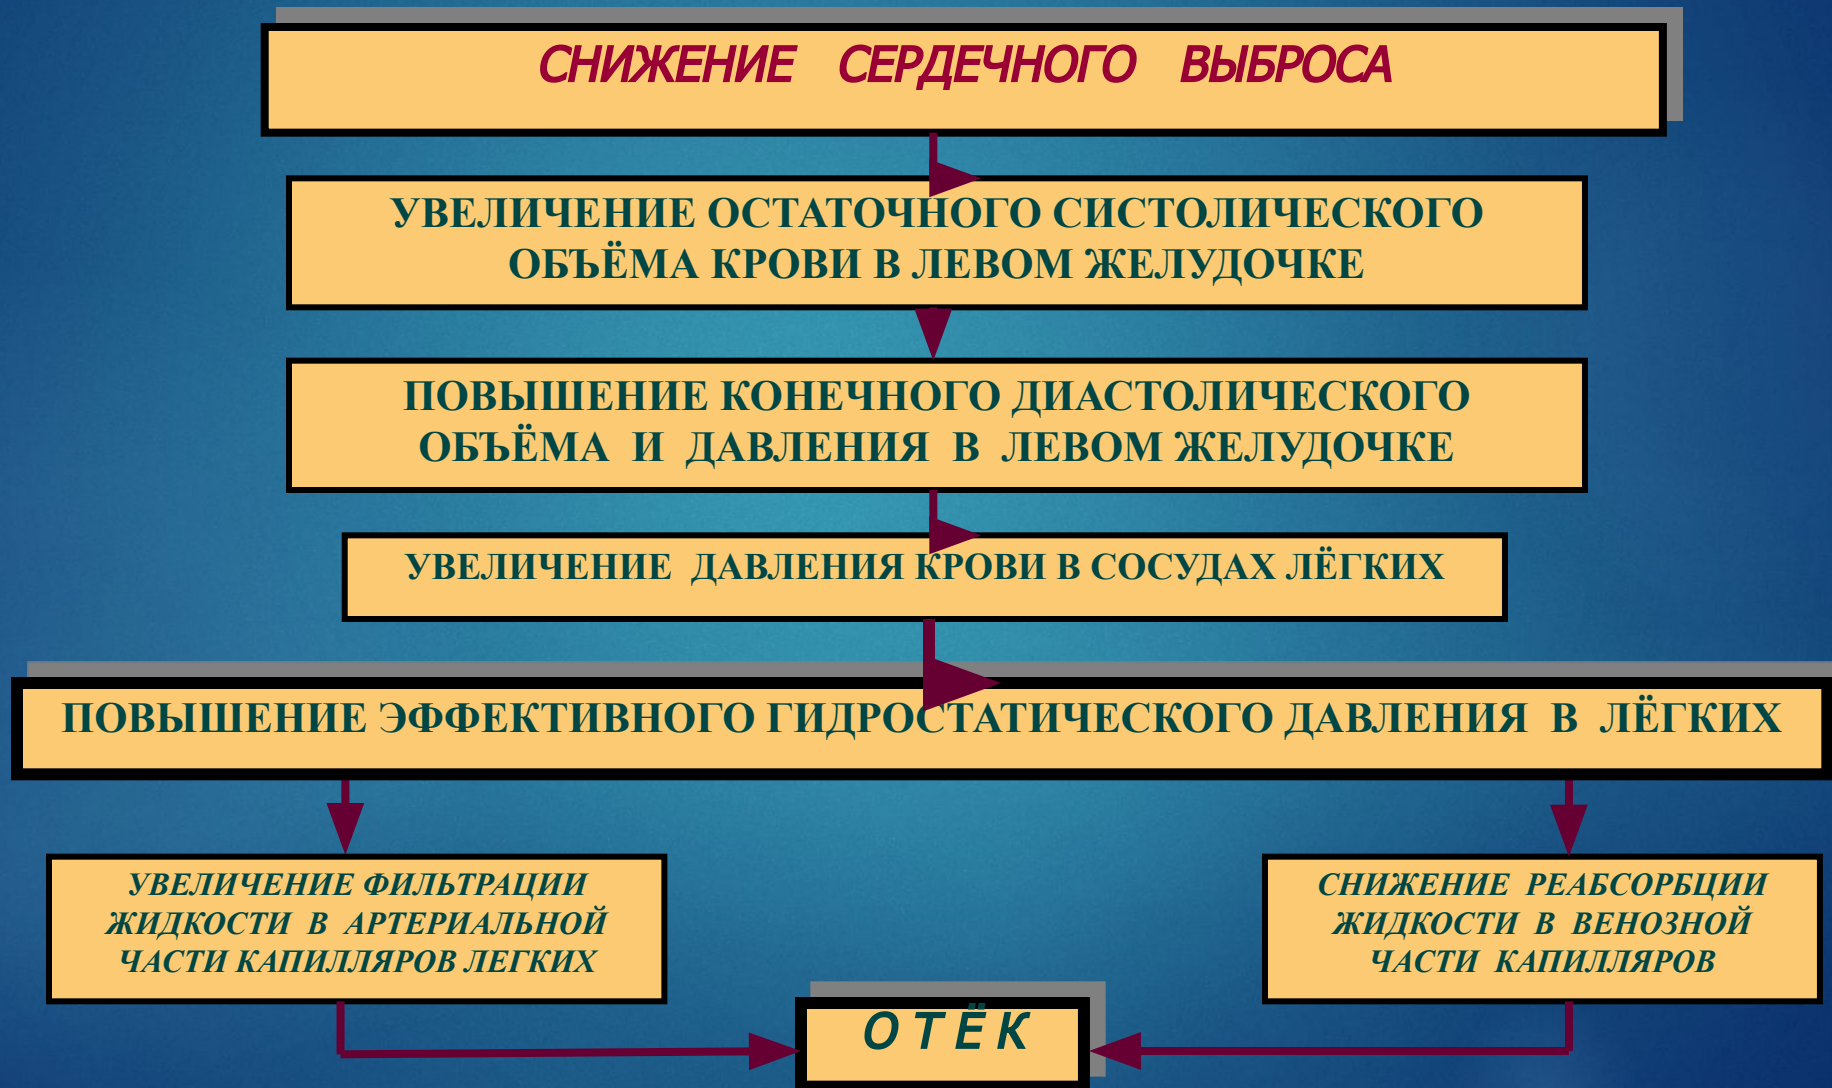 СНИЖЕНИЕ СЕРДЕЧНОГО ВЫБРОСА
УВЕЛИЧЕНИЕ ОСТАТОЧНОГО СИСТОЛИЧЕСКОГО
ОБЪЁМА КРОВИ В ЛЕВОМ ЖЕЛУДОЧКЕ
ПОВЫШЕНИЕ КОНЕЧНОГО ДИАСТОЛИЧЕСКОГО
ОБЪЁМА И ДАВЛЕНИЯ В ЛЕВОМ ЖЕЛУДОЧКЕ
УВЕЛИЧЕНИЕ ДАВЛЕНИЯ КРОВИ В СОСУДАХ ЛЁГКИХ
ПОВЫШЕНИЕ ЭФФЕКТИВНОГО ГИДРОСТАТИЧЕСКОГО ДАВЛЕНИЯ В ЛЁГКИХ
УВЕЛИЧЕНИЕ ФИЛЬТРАЦИИ
ЖИДКОСТИ В АРТЕРИАЛЬНОЙ
ЧАСТИ КАПИЛЛЯРОВ ЛЕГКИХ
СНИЖЕНИЕ РЕАБСОРБЦИИ
ЖИДКОСТИ В ВЕНОЗНОЙ
ЧАСТИ КАПИЛЛЯРОВ
О Т Ё К